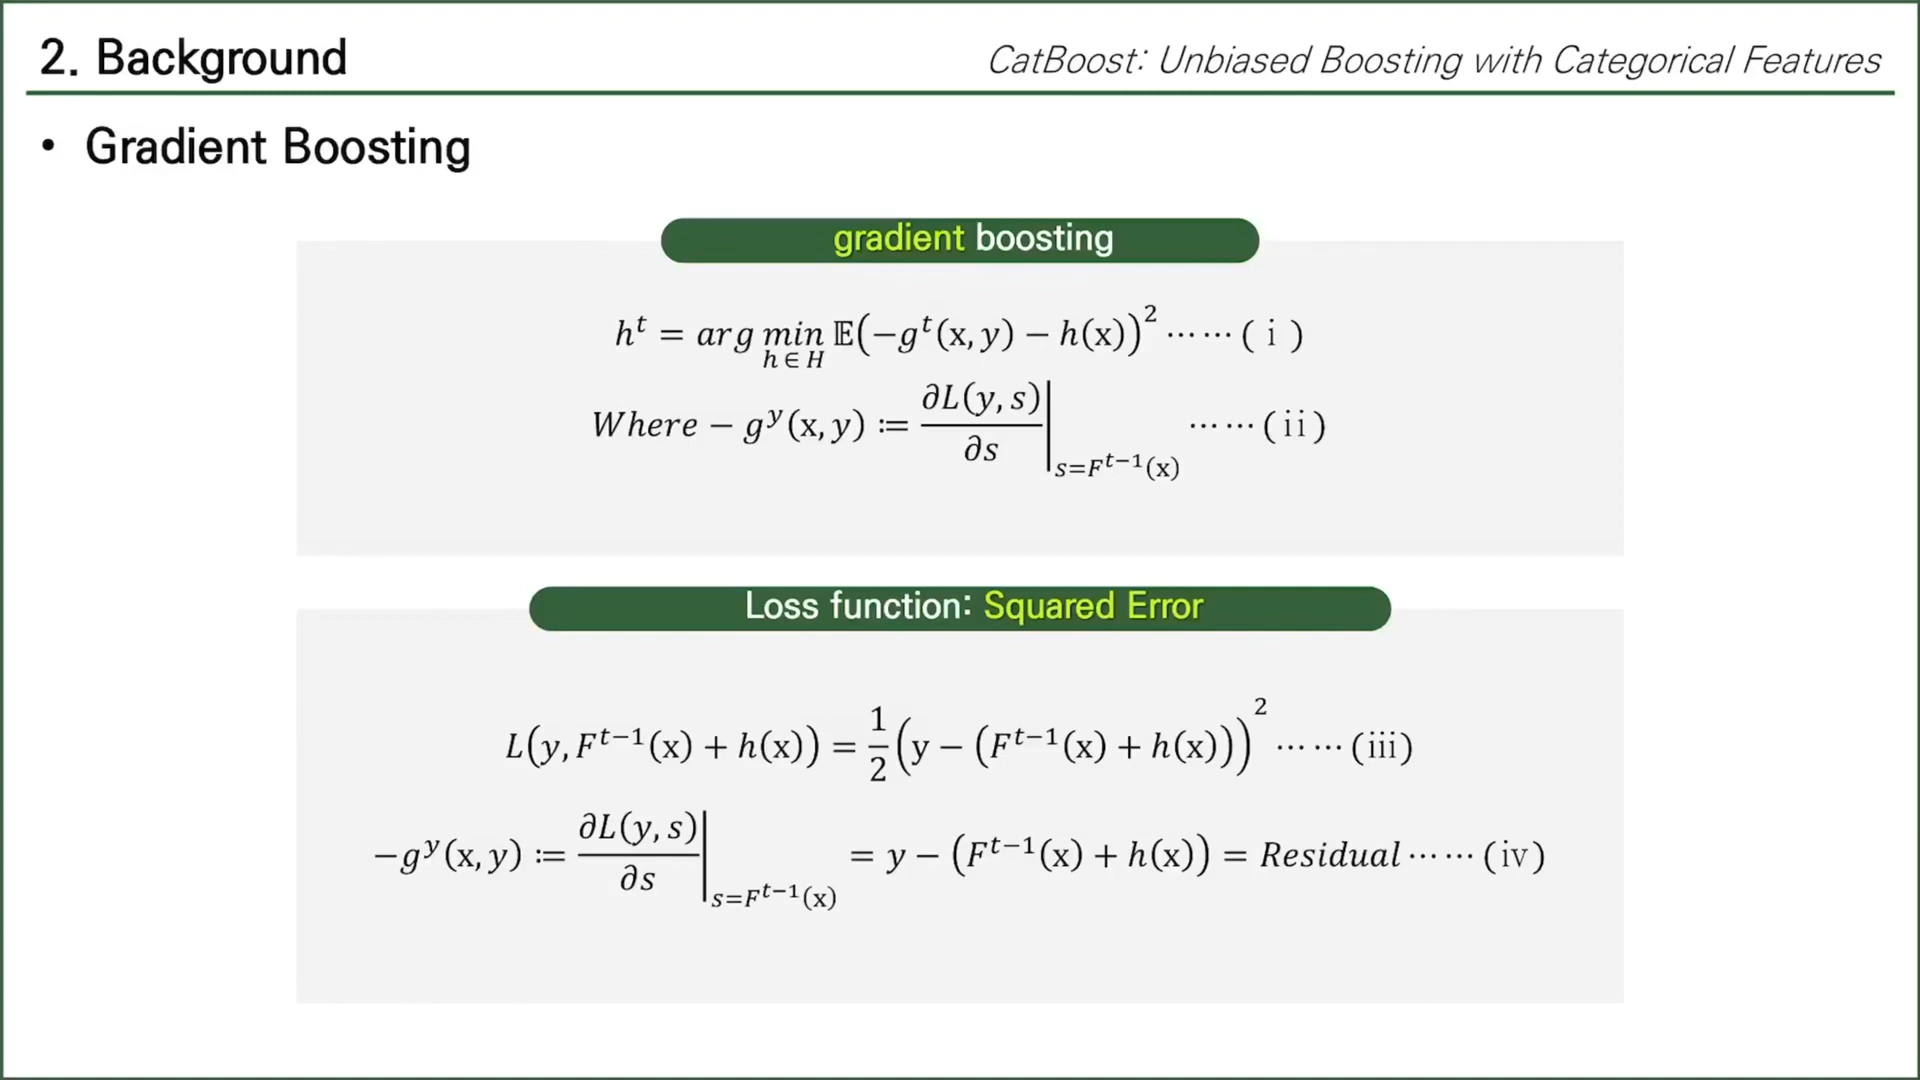 2. Background
CatBoost: Unbiased Boosting with Categorical Features
• Gradient Boosting
gradient boosting
h^t = arg min_{h∈H} 𝔼(−g^t(x, y) − h(x))^2 ⋯⋯ (ⅰ)
Where − g^y(x, y) ≔ ∂L(y, s)/∂s |_{s=F^{t−1}(x)} ⋯⋯ (ⅱ)
Loss function: Squared Error
L(y, F^{t−1}(x) + h(x)) = 1/2 (y − (F^{t−1}(x) + h(x)))^2 ⋯⋯ (ⅲ)
−g^y(x, y) ≔ ∂L(y, s)/∂s |_{s=F^{t−1}(x)} = y − (F^{t−1}(x) + h(x)) = Residual ⋯⋯ (ⅳ)